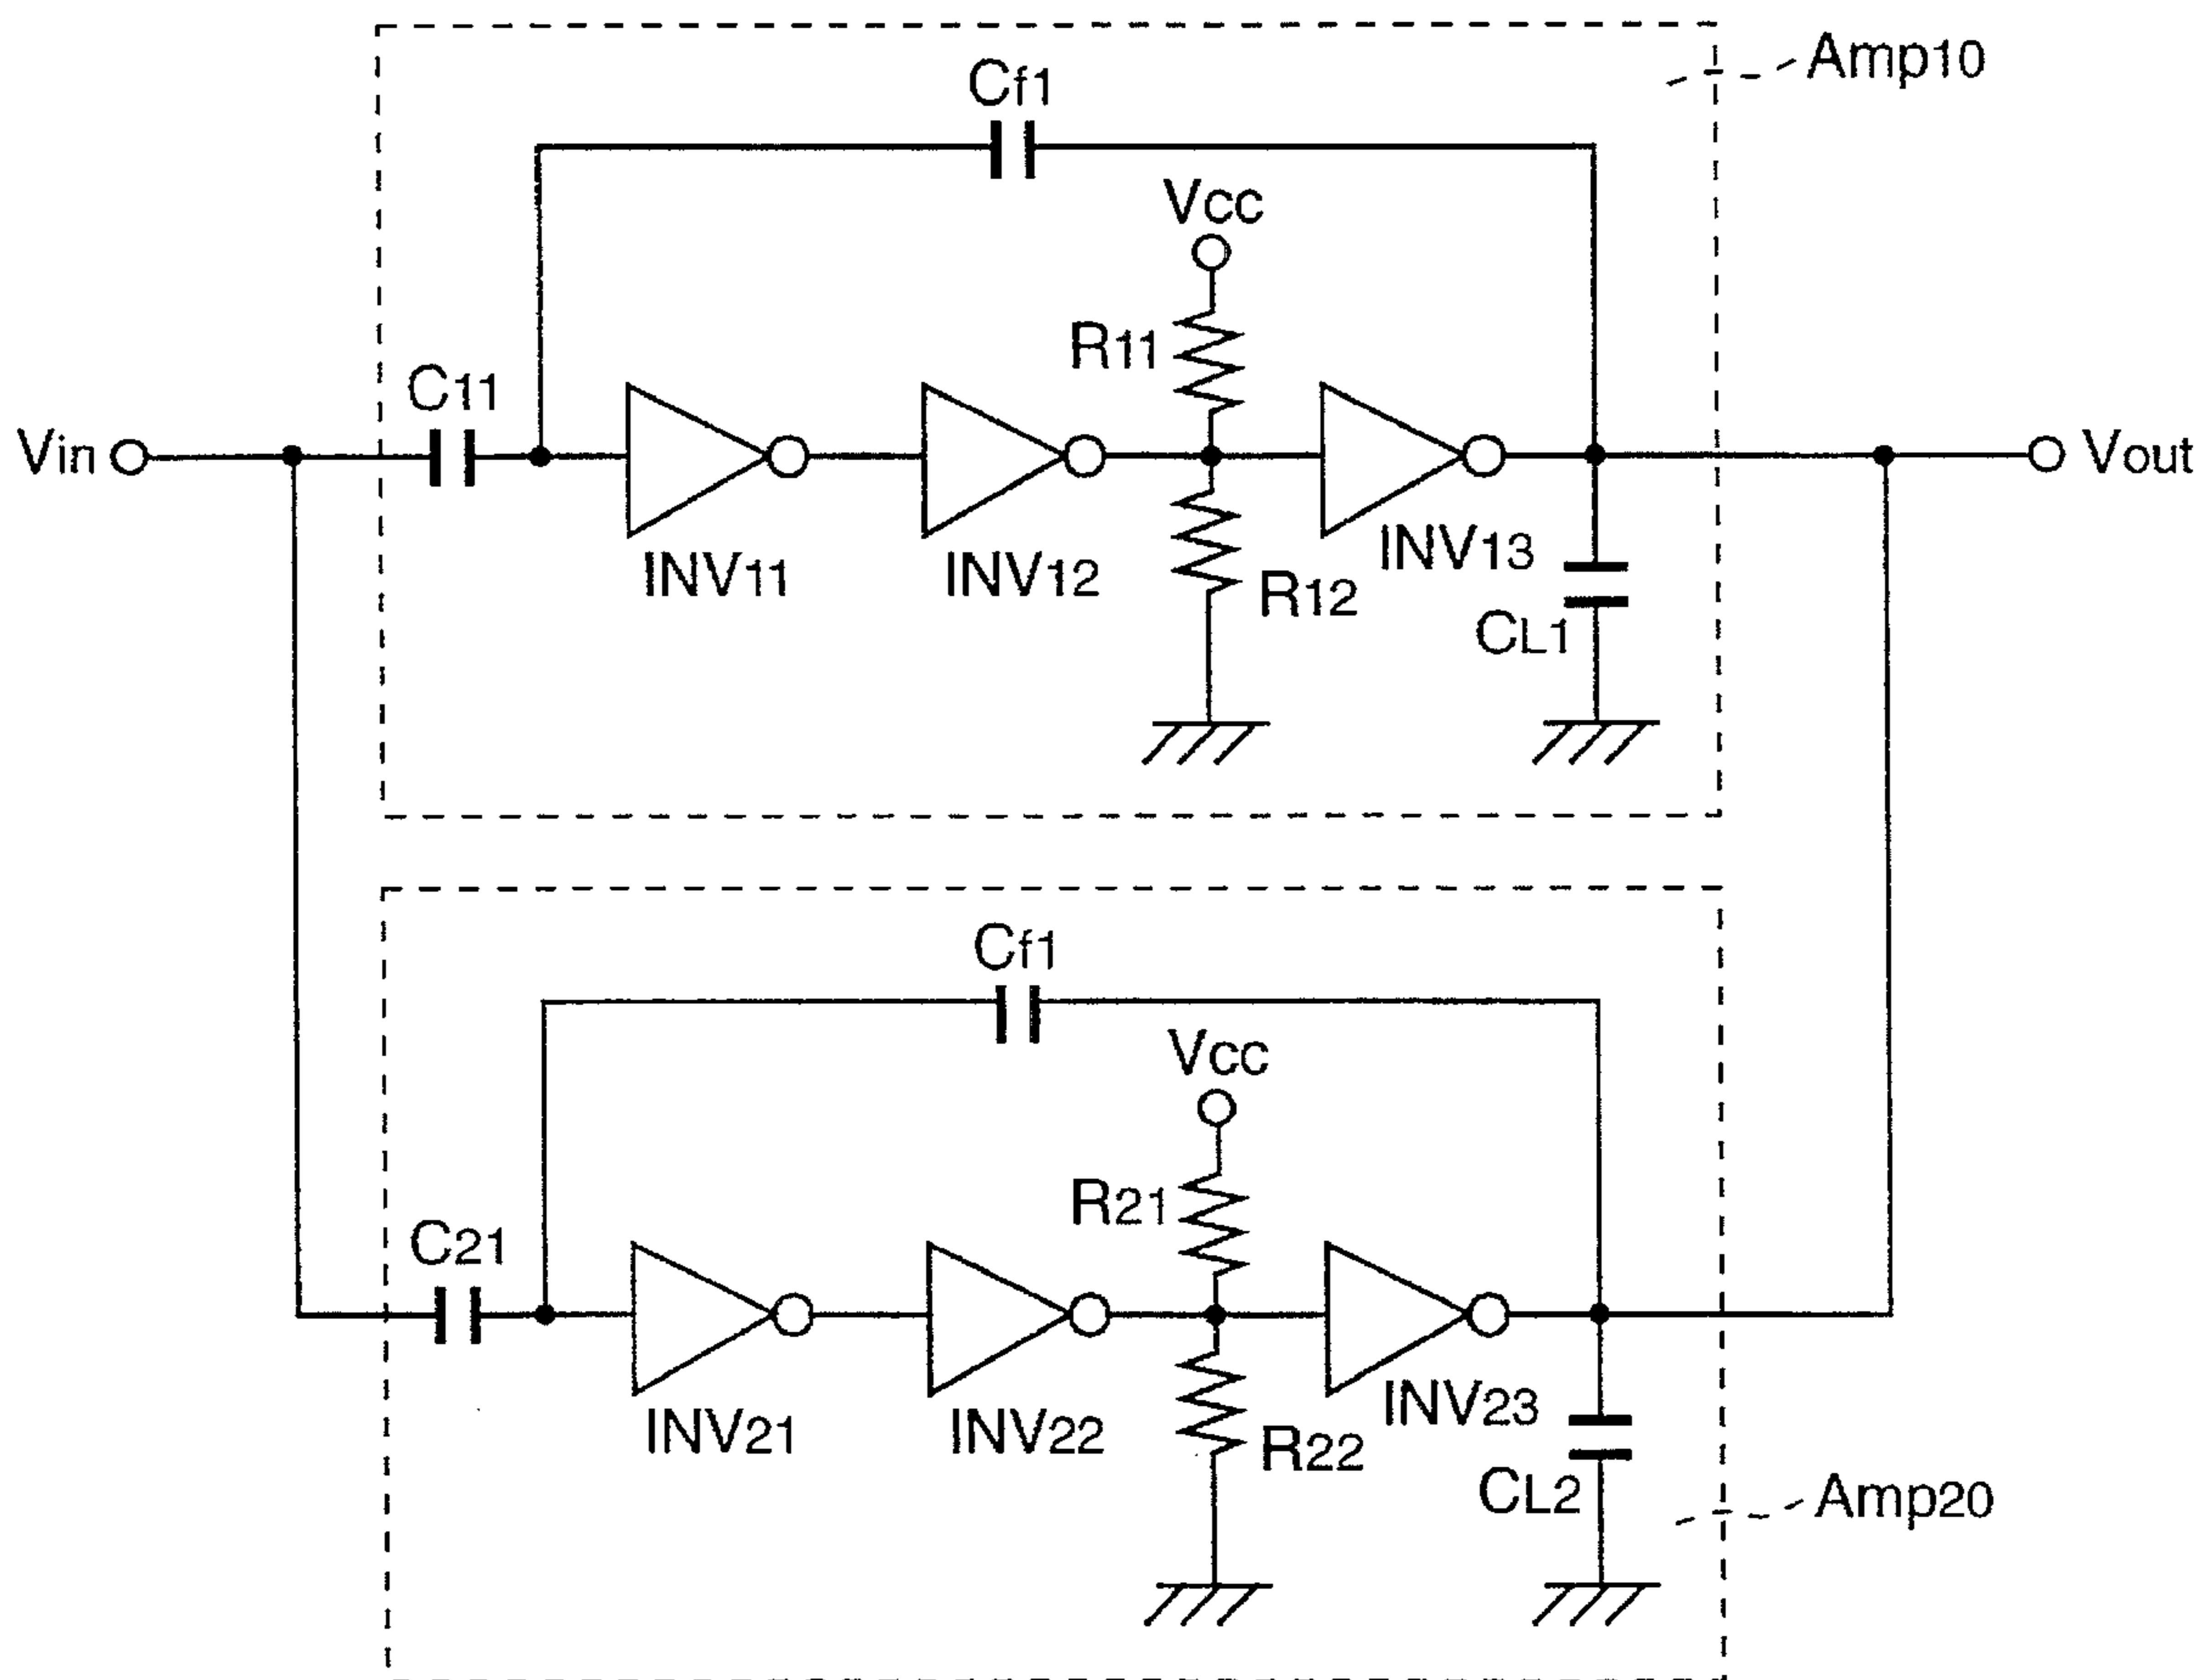 Amp10
Cf1
Vcc
R11
C11
Vin
Vout
INV11
INV12
INV13
R12
CL1
Cf1
Vcc
R21
C21
INV21
INV22
INV23
R22
CL2
Amp20